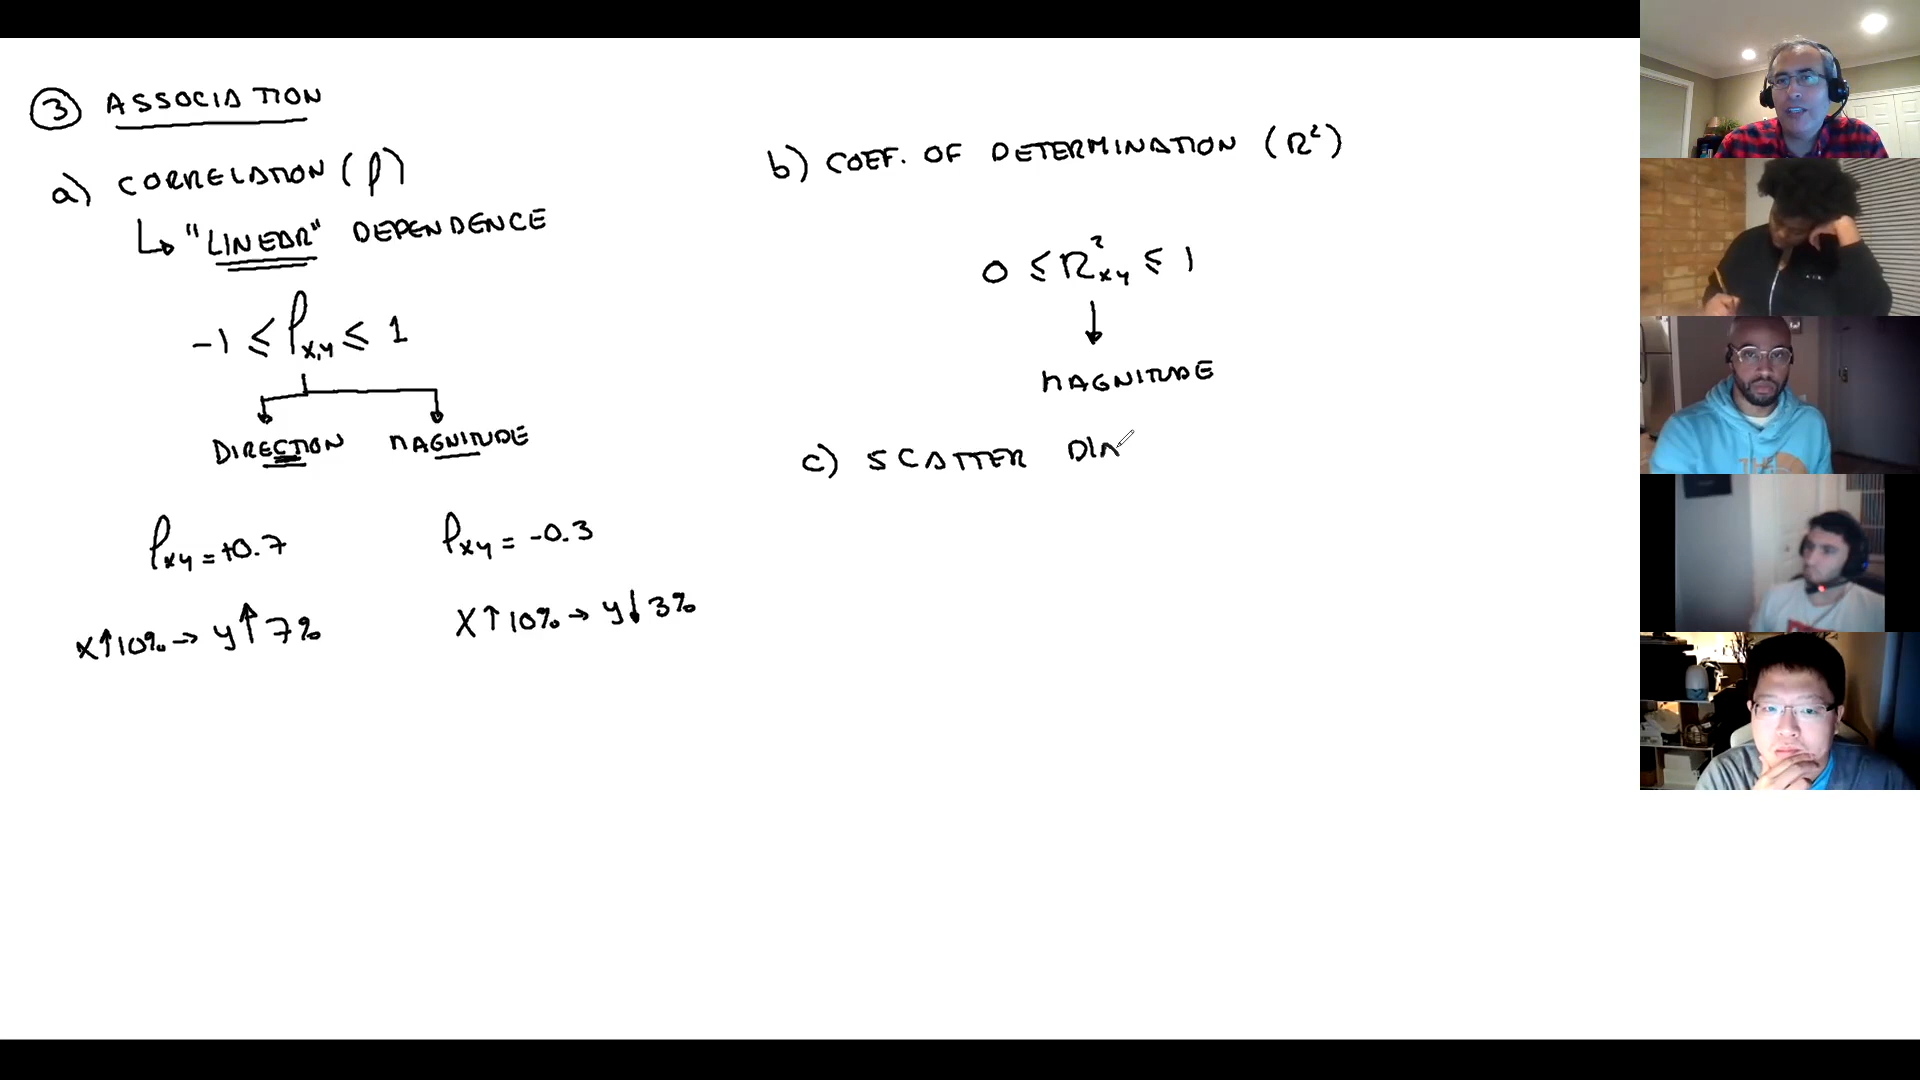 3 ASSOCIATION
a) CORRELATION (ρ)
↳ "LINEAR" DEPENDENCE
-1 ≤ ρx,y ≤ 1
DIRECTION MAGNITUDE
ρxy = +0.7
ρxy = -0.3
x↑10% → y↑7%
x↑10% → y↓3%
b) COEF. OF DETERMINATION (R²)
0 ≤ R²xy ≤ 1
↓
MAGNITUDE
c) SCATTER DIA
THE